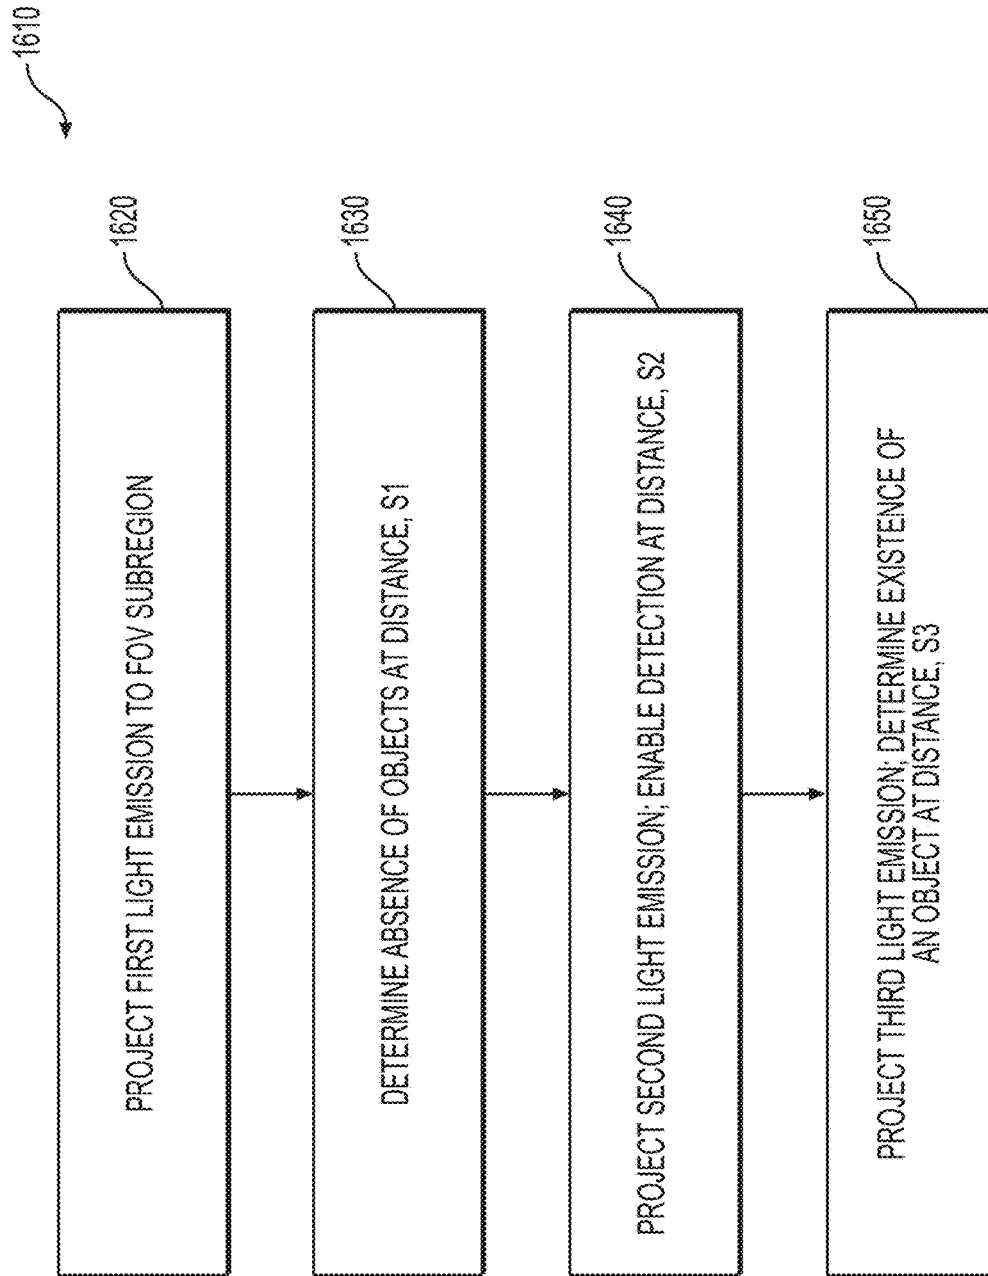 1610
1620
PROJECT FIRST LIGHT EMISSION TO FOV SUBREGION
1630
DETERMINE ABSENCE OF OBJECTS AT DISTANCE, S1
1640
PROJECT SECOND LIGHT EMISSION; ENABLE DETECTION AT DISTANCE, S2
1650
PROJECT THIRD LIGHT EMISSION; DETERMINE EXISTENCE OF
AN OBJECT AT DISTANCE, S3